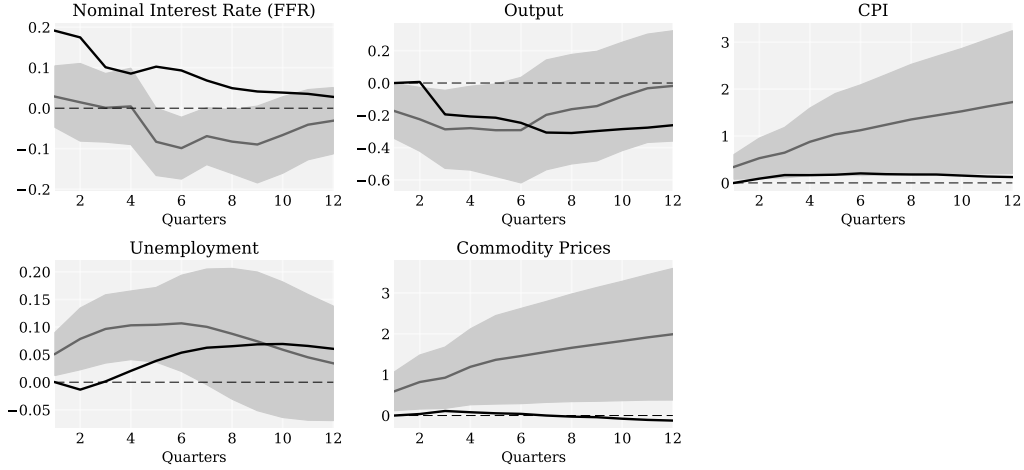 Nominal Interest Rate (FFR)
0.2
0.1
0.0
−0.1
−0.2
2 4 6 8 10 12
Quarters
Output
0.2
0.0
−0.2
−0.4
−0.6
2 4 6 8 10 12
Quarters
CPI
3
2
1
0
2 4 6 8 10 12
Quarters
Unemployment
0.20
0.15
0.10
0.05
0.00
−0.05
2 4 6 8 10 12
Quarters
Commodity Prices
3
2
1
0
2 4 6 8 10 12
Quarters